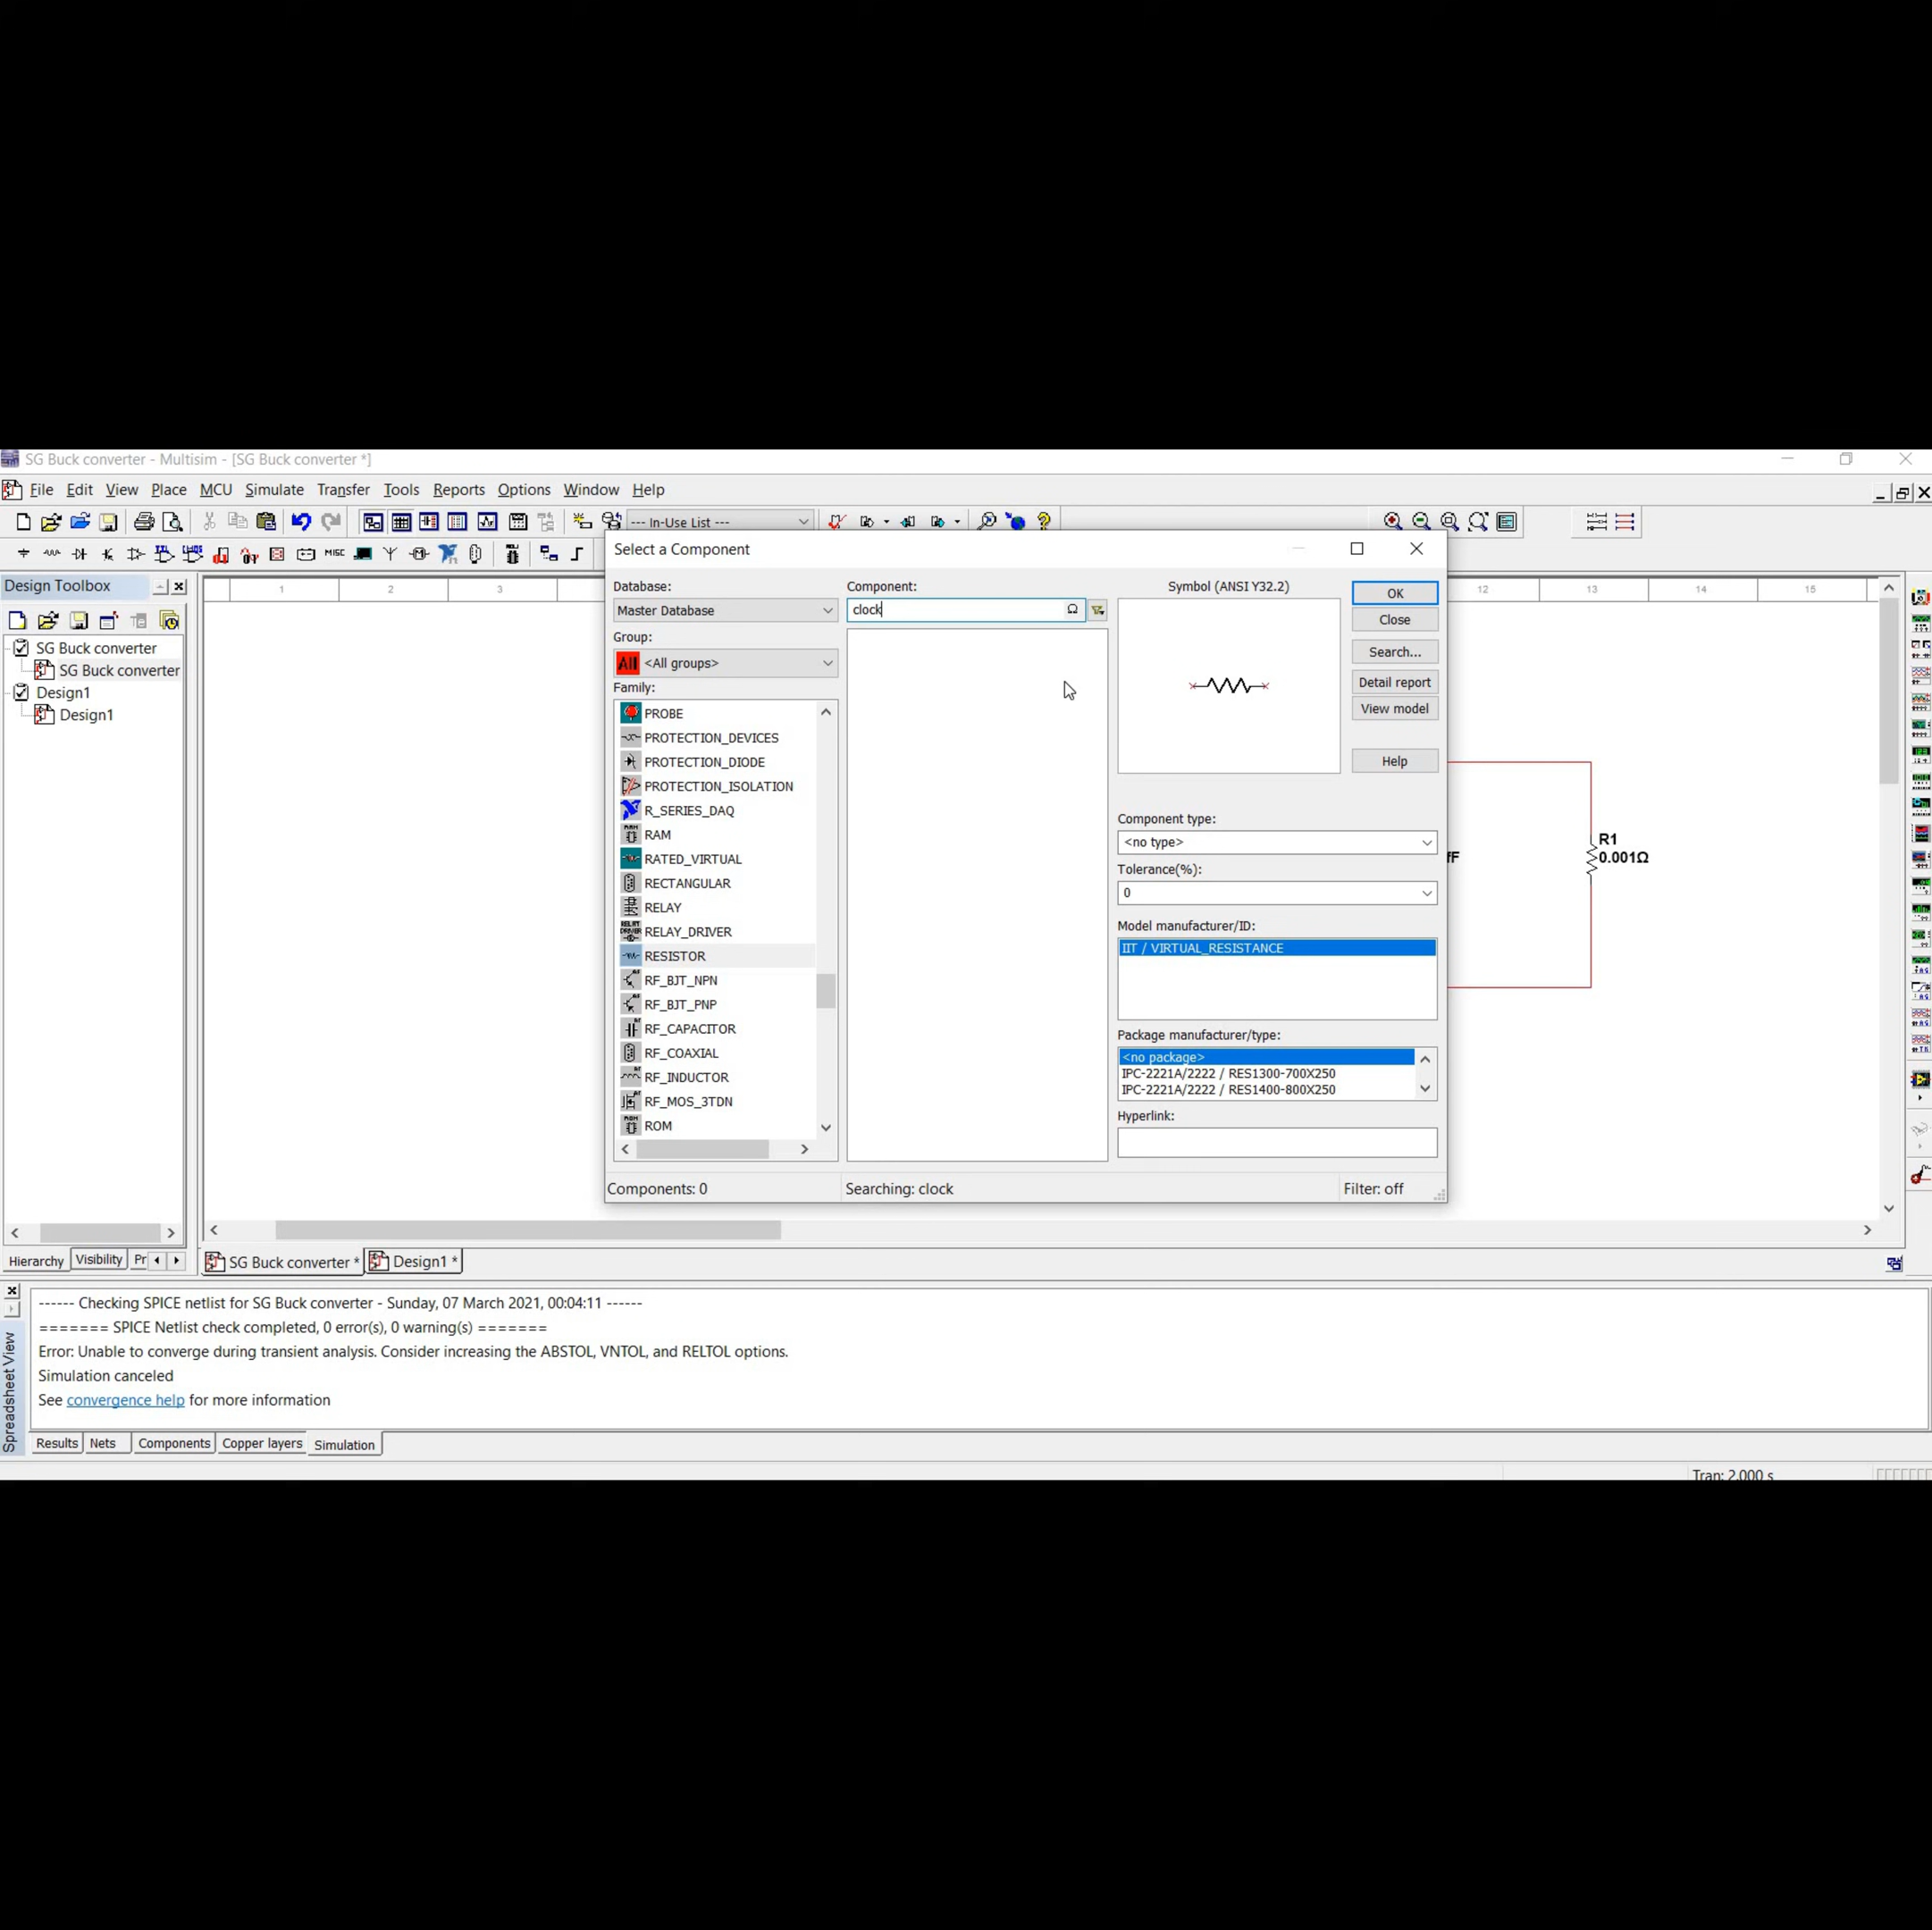 SG Buck converter - Multisim - [SG Buck converter *]
File Edit View Place MCU Simulate Transfer Tools Reports Options Window Help
--- In-Use List ---
MISC
Design Toolbox
SG Buck converter
SG Buck converter
Design1
Design1
Hierarchy Visibility Pr
1 2 3 12 13 14 15
Select a Component
Database:
Master Database
Group:
All <All groups>
Family:
PROBE
PROTECTION_DEVICES
PROTECTION_DIODE
PROTECTION_ISOLATION
R_SERIES_DAQ
RAM
RATED_VIRTUAL
RECTANGULAR
RELAY
RELAY_DRIVER
RESISTOR
RF_BJT_NPN
RF_BJT_PNP
RF_CAPACITOR
RF_COAXIAL
RF_INDUCTOR
RF_MOS_3TDN
ROM
Component:
clock Ω
Symbol (ANSI Y32.2)
OK
Close
Search...
Detail report
View model
Help
Component type:
<no type>
Tolerance(%):
0
Model manufacturer/ID:
IIT / VIRTUAL_RESISTANCE
Package manufacturer/type:
<no package>
IPC-2221A/2222 / RES1300-700X250
IPC-2221A/2222 / RES1400-800X250
Hyperlink:
Components: 0 Searching: clock Filter: off
R1
0.001Ω
SG Buck converter * Design1 *
Spreadsheet View
------ Checking SPICE netlist for SG Buck converter - Sunday, 07 March 2021, 00:04:11 ------
======= SPICE Netlist check completed, 0 error(s), 0 warning(s) =======
Error: Unable to converge during transient analysis. Consider increasing the ABSTOL, VNTOL, and RELTOL options.
Simulation canceled
See convergence help for more information
Results Nets Components Copper layers Simulation
Tran: 2.000 s